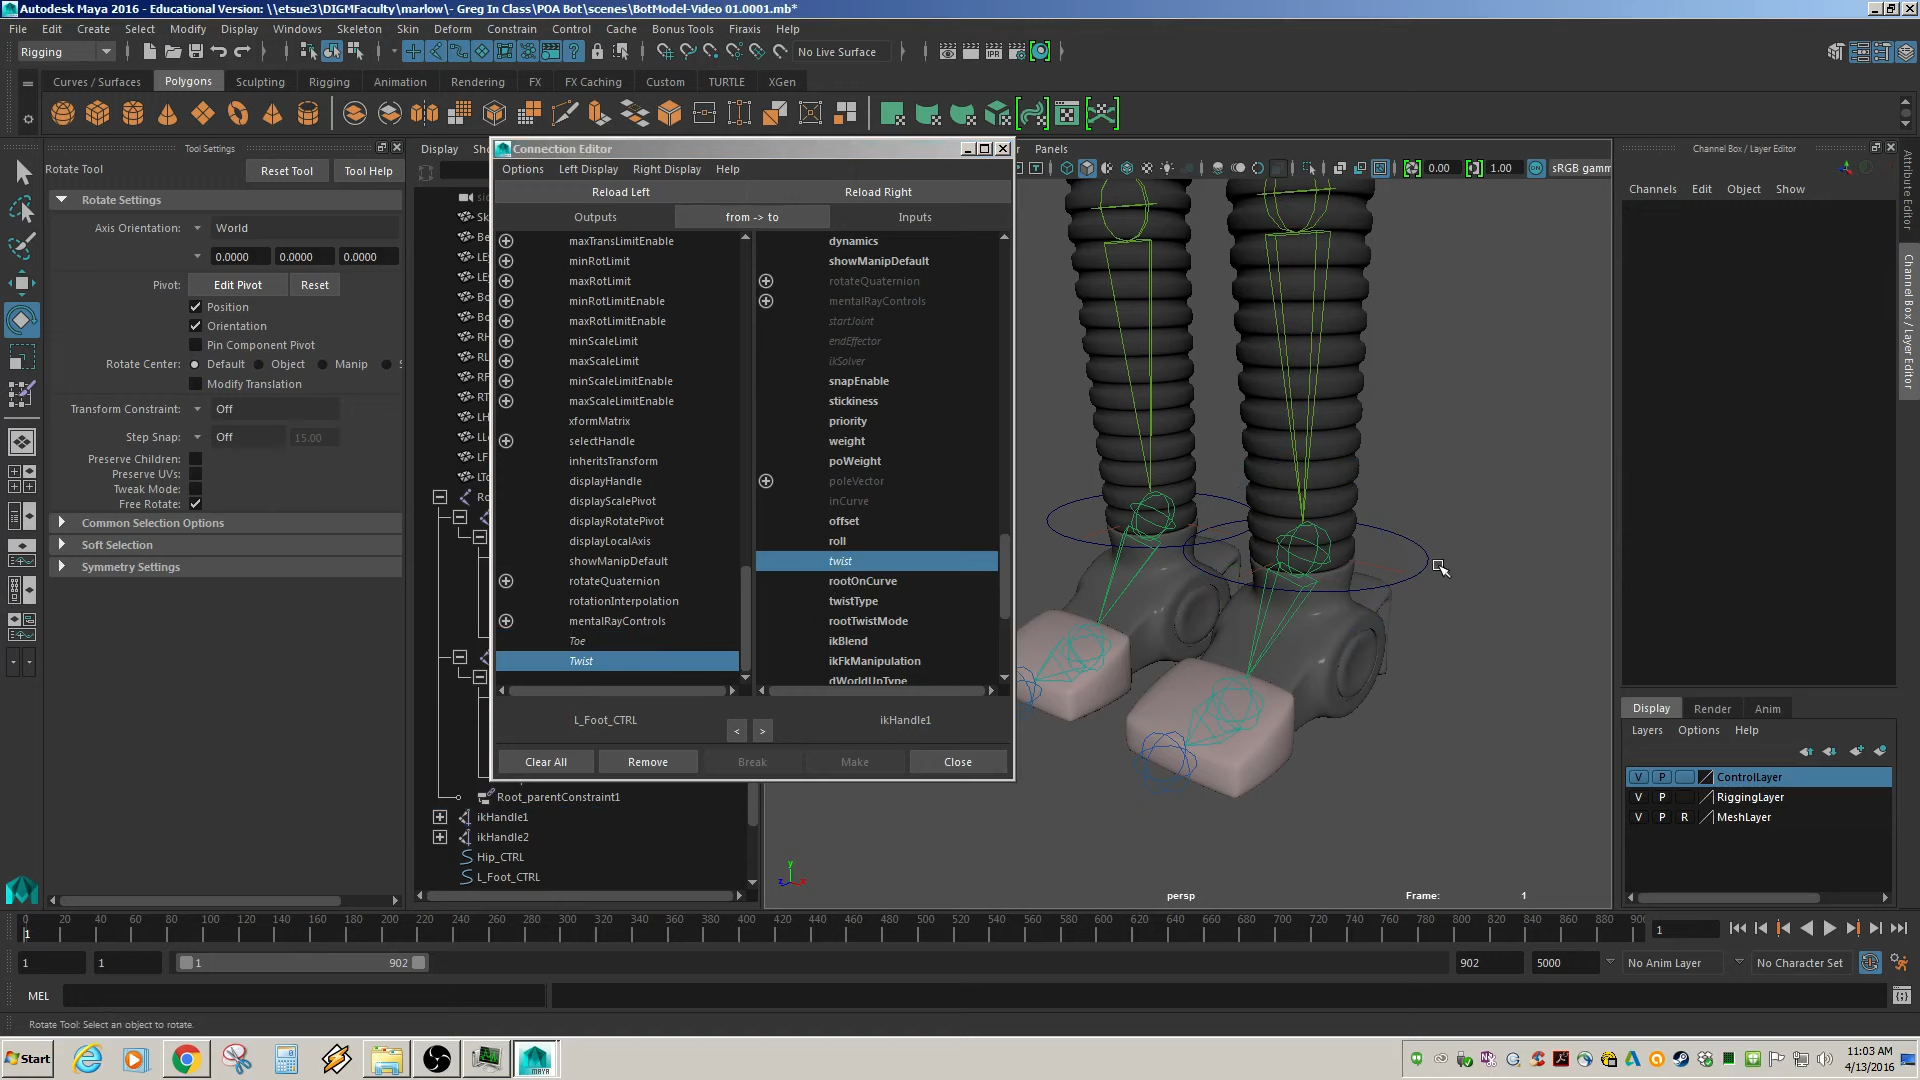 Autodesk Maya 2016 - Educational Version: \\etsue3\DIGMFaculty\marlow\- Greg In Class\POA Bot\scenes\BotModel-Video 01.0001.mb*
File Edit Create Select Modify Display Windows Skeleton Skin Deform Constrain Control Cache Bonus Tools Firaxis Help
Rigging No Live Surface
Curves / Surfaces Polygons Sculpting Rigging Animation Rendering FX FX Caching Custom TURTLE XGen
Tool Settings
Rotate Tool Reset Tool Tool Help
Rotate Settings
Axis Orientation: World
0.0000 0.0000 0.0000
Pivot: Edit Pivot Reset
Position
Orientation
Pin Component Pivot
Rotate Center: Default Object Manip
Modify Translation
Transform Constraint: Off
Step Snap: Off 15.00
Preserve Children:
Preserve UVs:
Tweak Mode:
Free Rotate:
Common Selection Options
Soft Selection
Symmetry Settings
Display
Connection Editor
Options Left Display Right Display Help
Reload Left Reload Right
Outputs from -> to Inputs
maxTransLimitEnable
minRotLimit
maxRotLimit
minRotLimitEnable
maxRotLimitEnable
minScaleLimit
maxScaleLimit
minScaleLimitEnable
maxScaleLimitEnable
xformMatrix
selectHandle
inheritsTransform
displayHandle
displayScalePivot
displayRotatePivot
displayLocalAxis
showManipDefault
rotateQuaternion
rotationInterpolation
mentalRayControls
Toe
Twist
dynamics
showManipDefault
rotateQuaternion
mentalRayControls
startJoint
endEffector
ikSolver
snapEnable
stickiness
priority
weight
poWeight
poleVector
inCurve
offset
roll
twist
rootOnCurve
twistType
rootTwistMode
ikBlend
ikFkManipulation
dWorldUpType
L_Foot_CTRL ikHandle1
< >
Clear All Remove Break Make Close
Root_parentConstraint1
ikHandle1
ikHandle2
Hip_CTRL
L_Foot_CTRL
Panels
0.00 1.00 sRGB gamm
persp Frame: 1
y
z x
Channel Box / Layer Editor
Channels Edit Object Show
Attribute Editor
Channel Box / Layer Editor
Display Render Anim
Layers Options Help
V P ControlLayer
V P RiggingLayer
V P R MeshLayer
0 20 40 60 80 100 120 140 160 180 200 220 240 260 280 300 320 340 360 380 400 420 440 460 480 500 520 540 560 580 600 620 640 660 680 700 720 740 760 780 800 820 840 860 880 900
1 1
1 1 1 902 902 5000 No Anim Layer No Character Set
MEL
Rotate Tool: Select an object to rotate.
Start MAYA 11:03 AM
4/13/2016